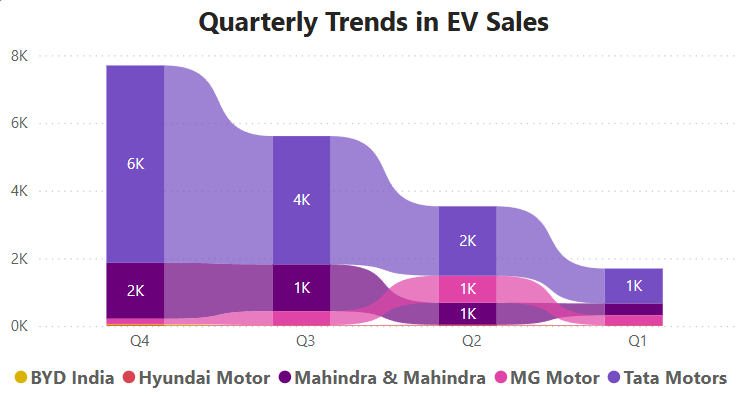 Quarterly Trends in EV Sales
8K
6K
4K
2K
0K
6K
2K
4K
1K
2K
1K
1K
1K
Q4 Q3 Q2 Q1
BYD India Hyundai Motor Mahindra & Mahindra MG Motor Tata Motors